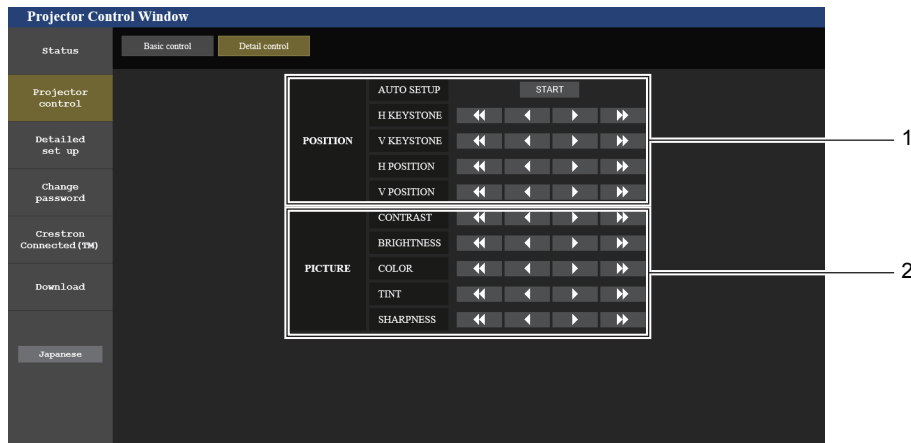 Projector Control Window
Status
Basic control
Detail control
Projector
control
Detailed
set up
Change
password
Crestron
Connected(TM)
Download
Japanese
POSITION
AUTO SETUP
START
H KEYSTONE
V KEYSTONE
H POSITION
V POSITION
1
PICTURE
CONTRAST
BRIGHTNESS
COLOR
TINT
SHARPNESS
2